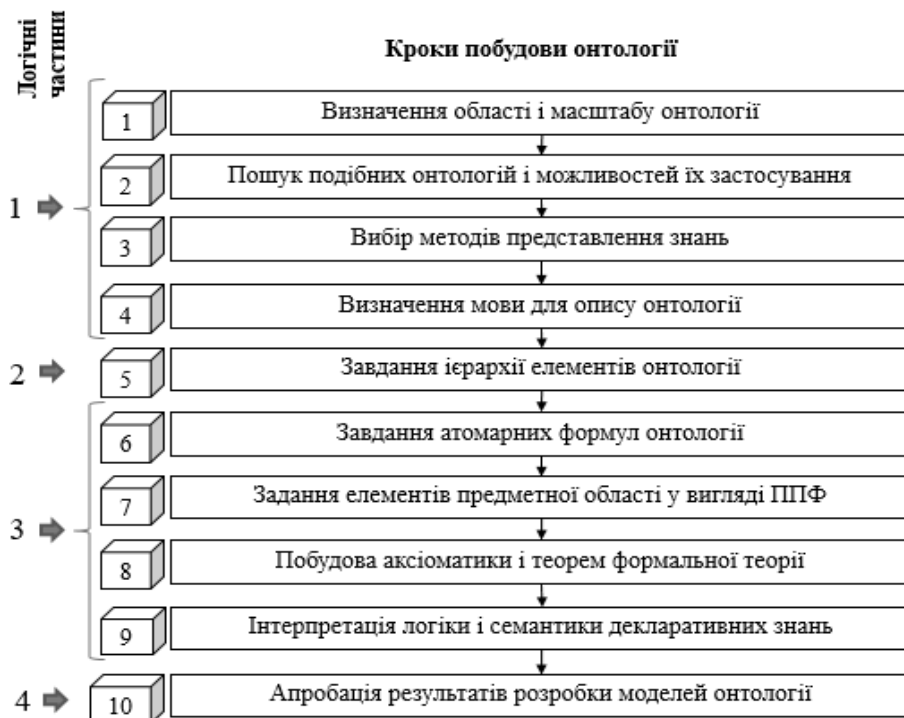 Логічні частини
Кроки побудови онтології
1 Визначення області і масштабу онтології
2 Пошук подібних онтологій і можливостей їх застосування
1
3 Вибір методів представлення знань
4 Визначення мови для опису онтології
2
5 Завдання ієрархії елементів онтології
6 Завдання атомарних формул онтології
7 Задання елементів предметної області у вигляді ППФ
3
8 Побудова аксіоматики і теорем формальної теорії
9 Інтерпретація логіки і семантики декларативних знань
4
10 Апробація результатів розробки моделей онтології